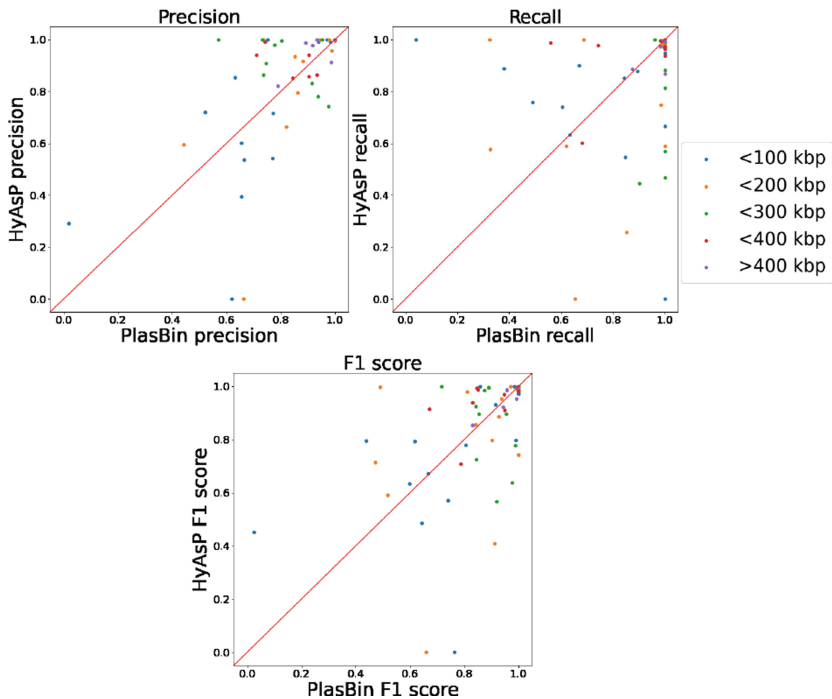 Precision
1.0
0.8
0.6
0.4
0.2
0.0
HyAsP precision
0.0 0.2 0.4 0.6 0.8 1.0
PlasBin precision
Recall
1.0
0.8
0.6
0.4
0.2
0.0
HyAsP recall
0.0 0.2 0.4 0.6 0.8 1.0
PlasBin recall
<100 kbp
<200 kbp
<300 kbp
<400 kbp
>400 kbp
F1 score
1.0
0.8
0.6
0.4
0.2
0.0
HyAsP F1 score
0.0 0.2 0.4 0.6 0.8 1.0
PlasBin F1 score